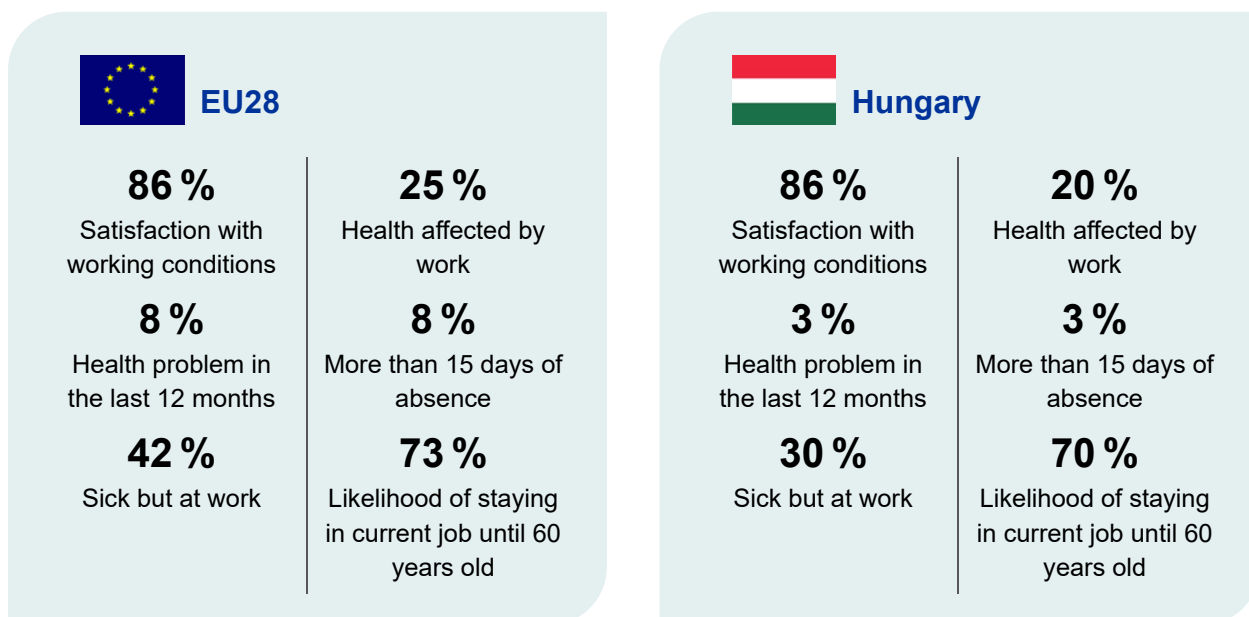 EU28
86 %
Satisfaction with
working conditions
25 %
Health affected by
work
8 %
Health problem in
the last 12 months
8 %
More than 15 days of
absence
42 %
Sick but at work
73 %
Likelihood of staying
in current job until 60
years old
Hungary
86 %
Satisfaction with
working conditions
20 %
Health affected by
work
3 %
Health problem in
the last 12 months
3 %
More than 15 days of
absence
30 %
Sick but at work
70 %
Likelihood of staying
in current job until 60
years old